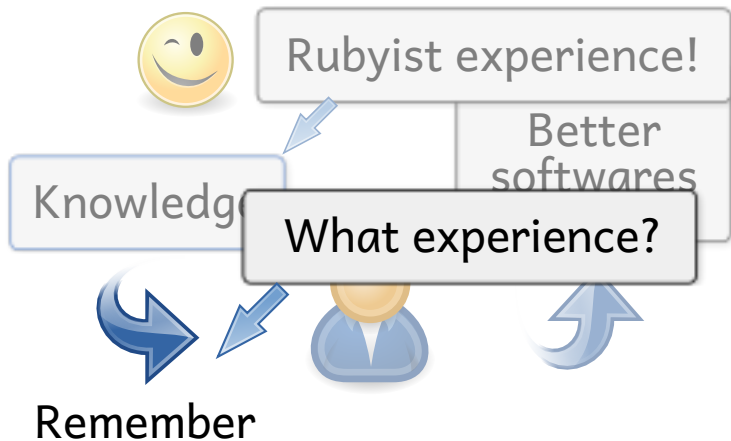 Rubyist experience!
Better
softwares
Knowledge
What experience?
Remember